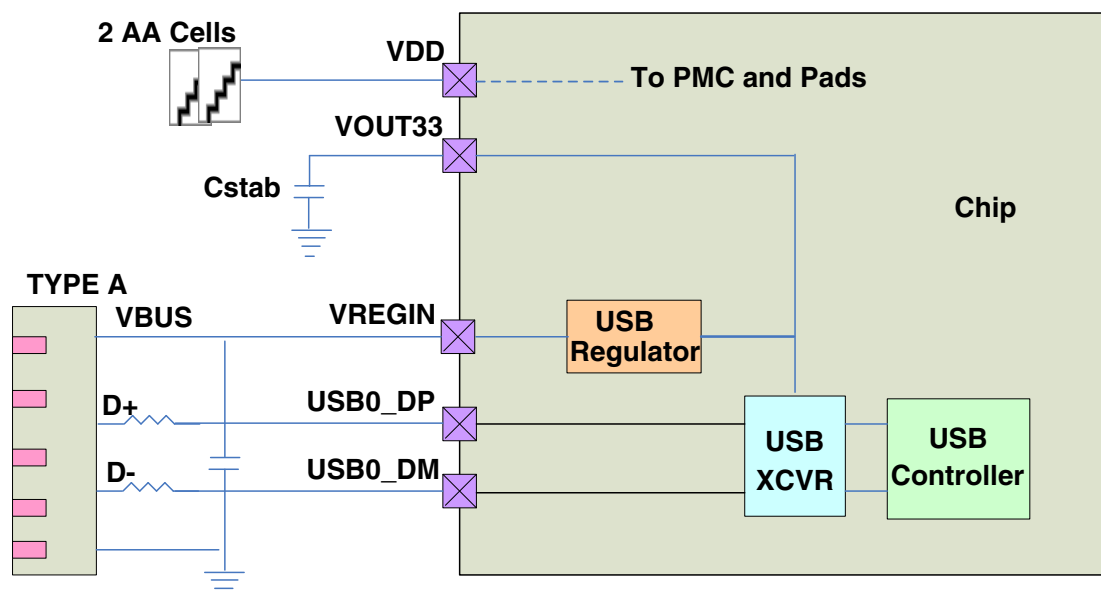 2 AA Cells
VDD
To PMC and Pads
VOUT33
Cstab
Chip
TYPE A
VBUS
VREGIN
USB
Regulator
D+
USB0_DP
D-
USB0_DM
USB
XCVR
USB
Controller